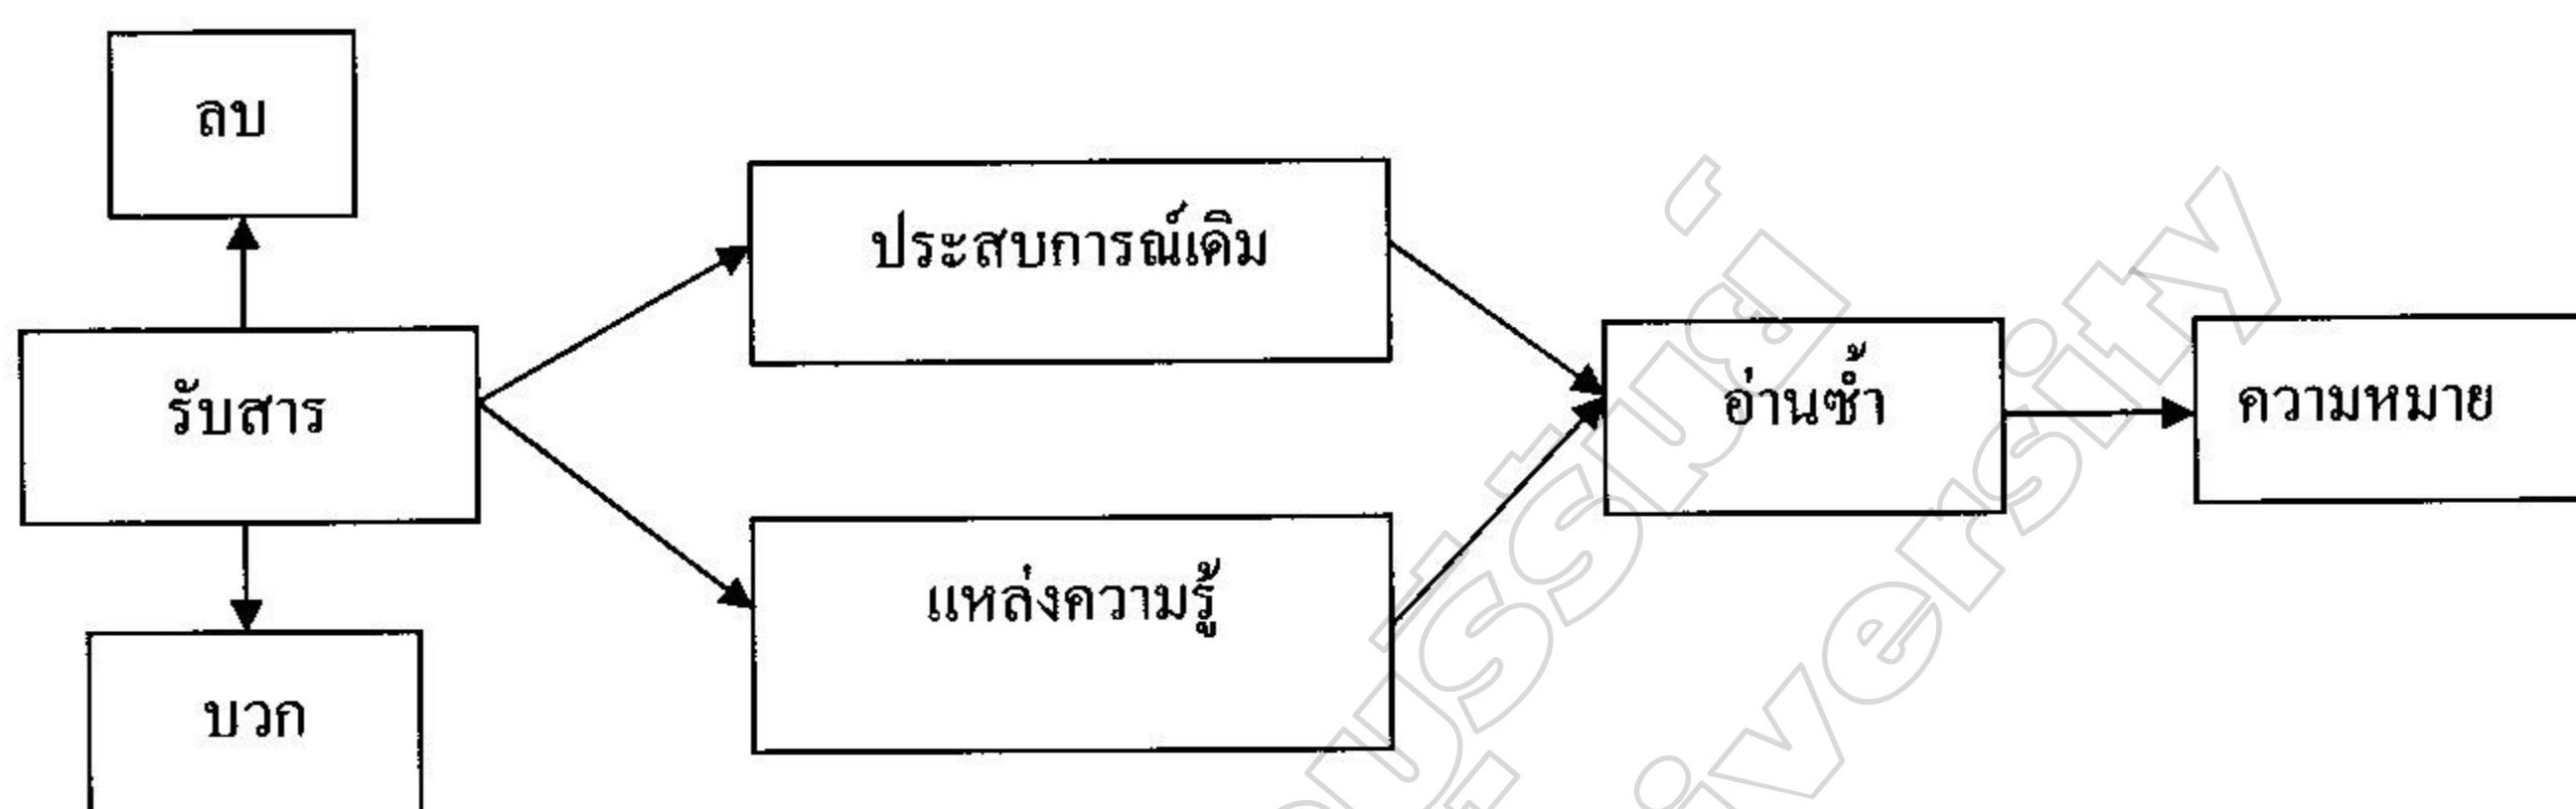 ลบ
ประสบการณ์เดิม
รับสาร
อ่านซ้ำ
ความหมาย
แหล่งความรู้
บวก